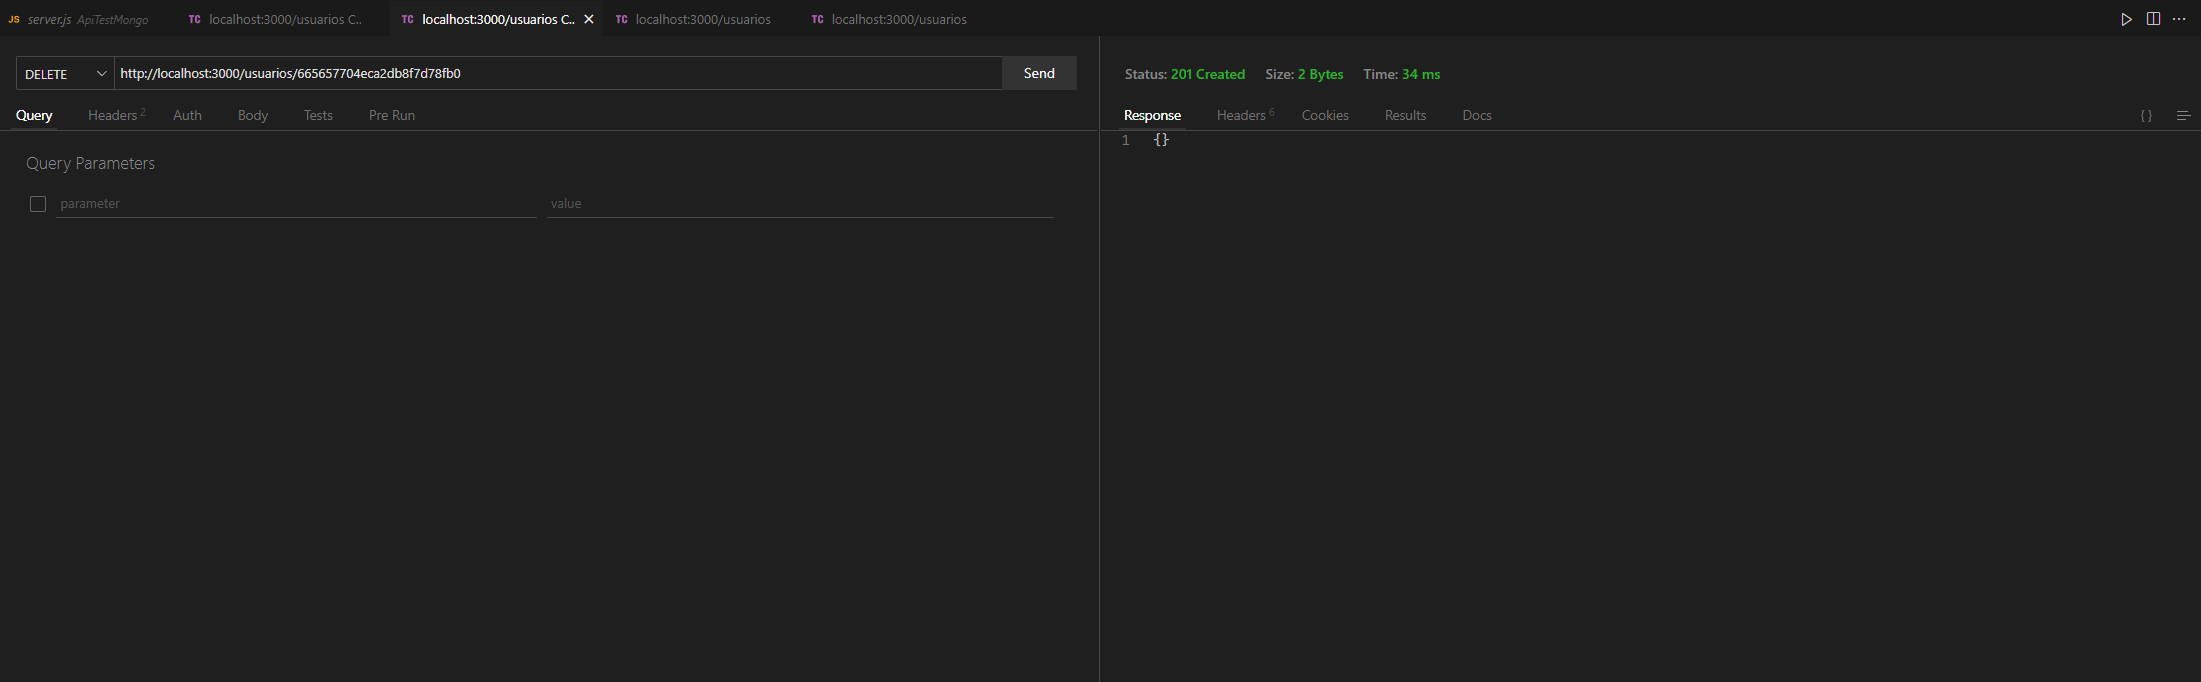 JS server.js ApiTestMongo TC localhost:3000/usuarios C.. TC localhost:3000/usuarios C.. TC localhost:3000/usuarios TC localhost:3000/usuarios
DELETE http://localhost:3000/usuarios/665657704eca2db8f7d78fb0 Send
Query Headers 2 Auth Body Tests Pre Run
Query Parameters
parameter value
Status: 201 Created Size: 2 Bytes Time: 34 ms
Response Headers 6 Cookies Results Docs { }
1 {}